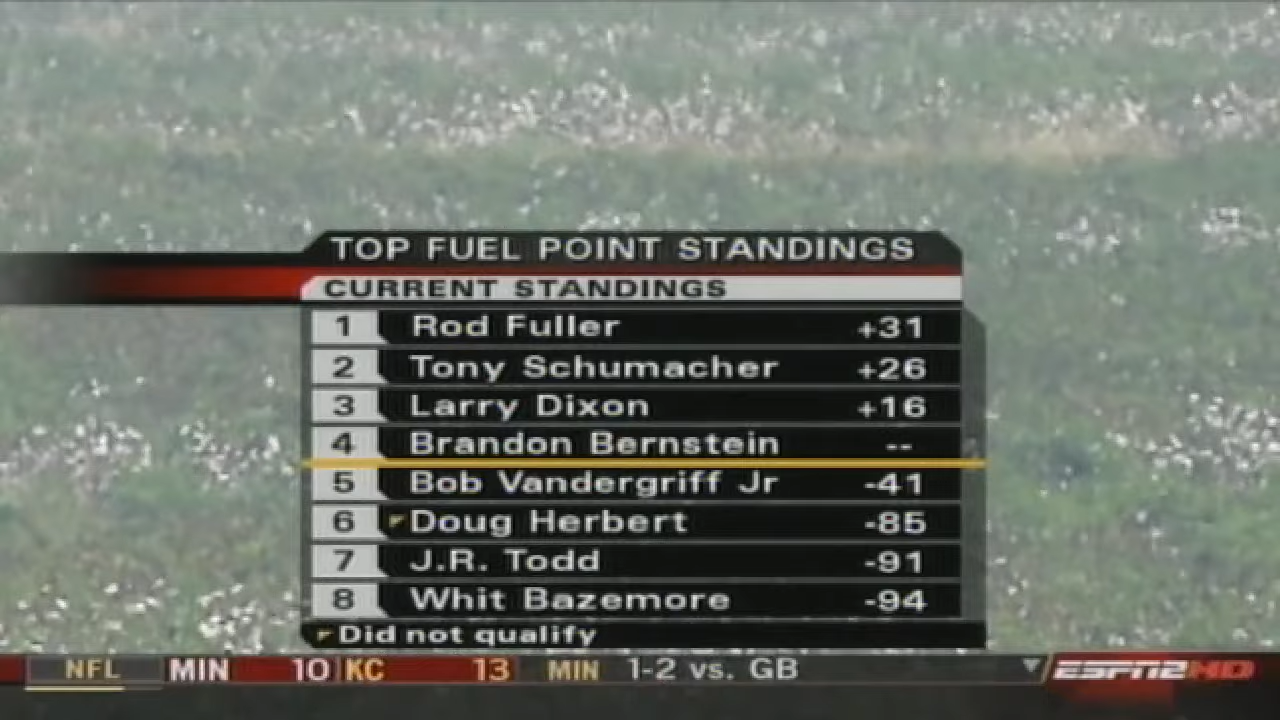 TOP FUEL POINT STANDINGS
CURRENT STANDINGS
1 Rod Fuller +31
2 Tony Schumacher +26
3 Larry Dixon +16
4 Brandon Bernstein --
5 Bob Vandergriff Jr -41
6 Doug Herbert -85
7 J.R. Todd -91
8 Whit Bazemore -94
Did not qualify
NFL MIN 10 KC 13 MIN 1-2 vs. GB ESPN2HD